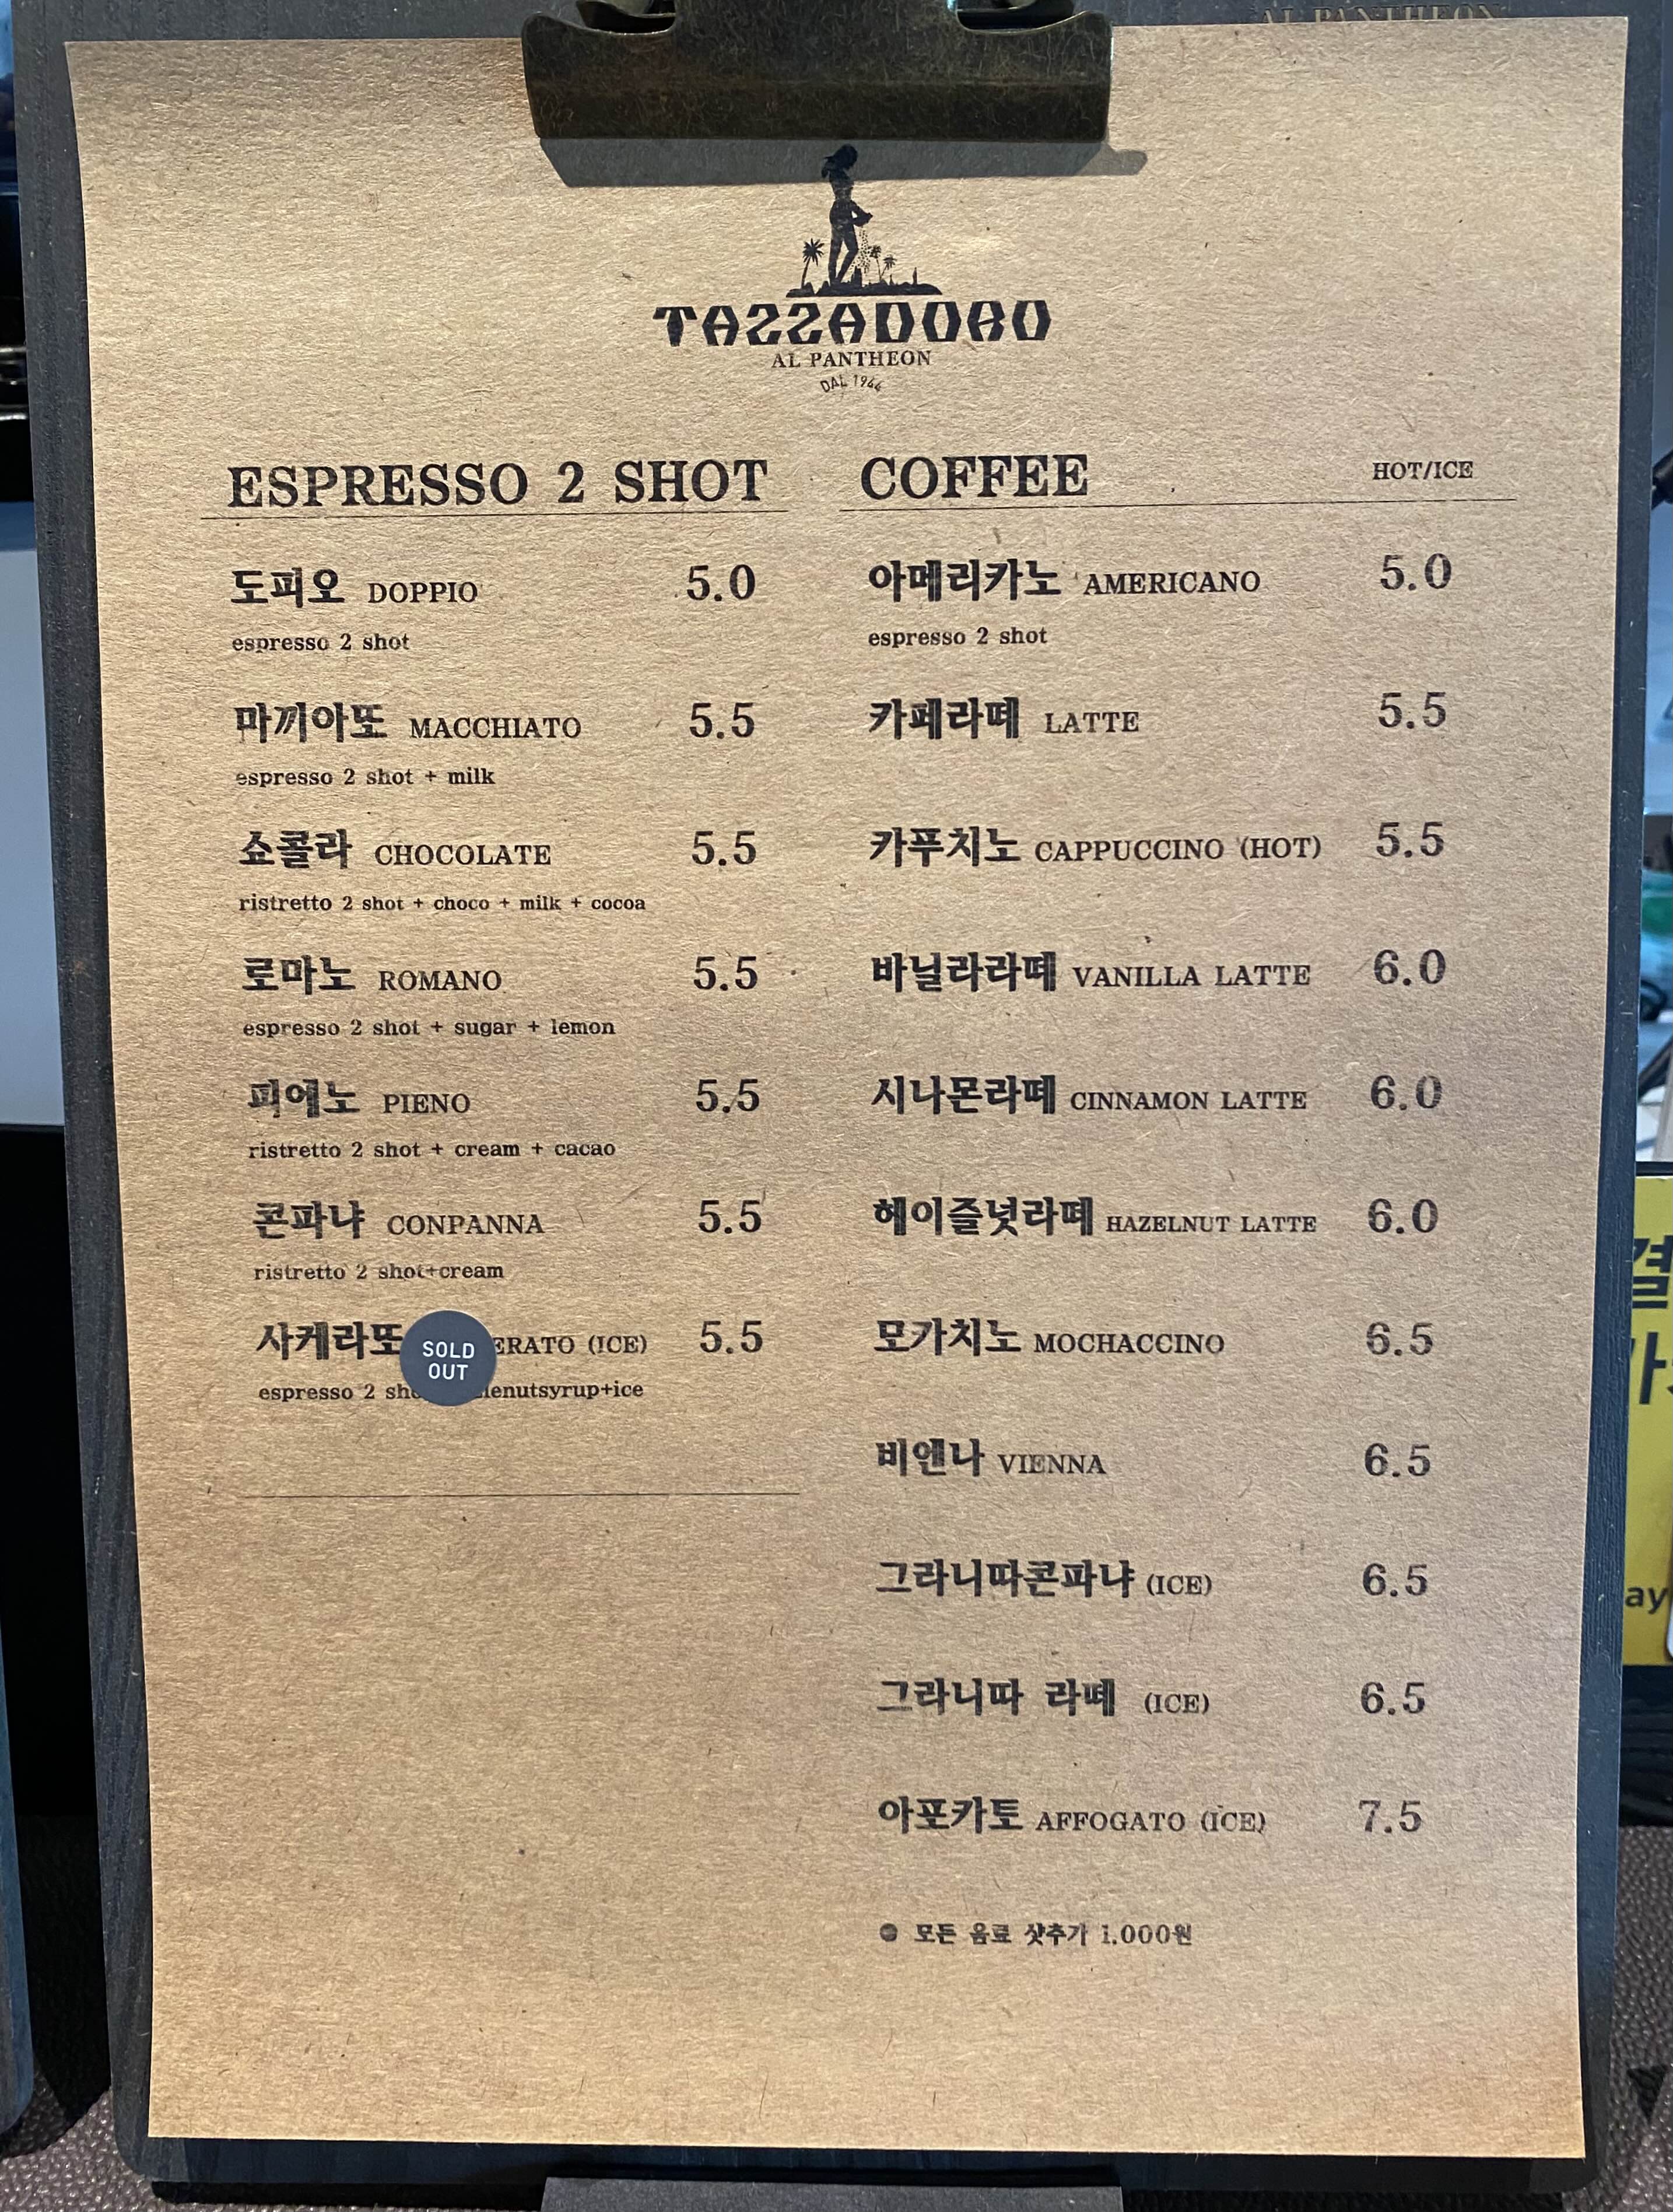 AL PANTHEON
TAZZADORO
AL PANTHEON
DAL 1944
ESPRESSO 2 SHOT
도피오 DOPPIO 5.0
espresso 2 shot
마끼아또 MACCHIATO 5.5
espresso 2 shot + milk
쇼콜라 CHOCOLATE 5.5
ristretto 2 shot + choco + milk + cocoa
로마노 ROMANO 5.5
espresso 2 shot + sugar + lemon
피에노 PIENO 5.5
ristretto 2 shot + cream + cacao
콘파냐 CONPANNA 5.5
ristretto 2 shot+cream
사케라또 ERATO (ICE) 5.5
SOLD
OUT
espresso 2 lenutsyrup+ice
COFFEE HOT/ICE
아메리카노 AMERICANO 5.0
espresso 2 shot
카페라떼 LATTE 5.5
카푸치노 CAPPUCCINO (HOT) 5.5
바닐라라떼 VANILLA LATTE 6.0
시나몬라떼 CINNAMON LATTE 6.0
헤이즐넛라떼 HAZELNUT LATTE 6.0
모카치노 MOCHACCINO 6.5
비엔나 VIENNA 6.5
그라니따콘파냐 (ICE) 6.5
그라니따 라떼 (ICE) 6.5
아포카토 AFFOGATO (ICE) 7.5
● 모든 음료 샷추가 1.000원
결
ay